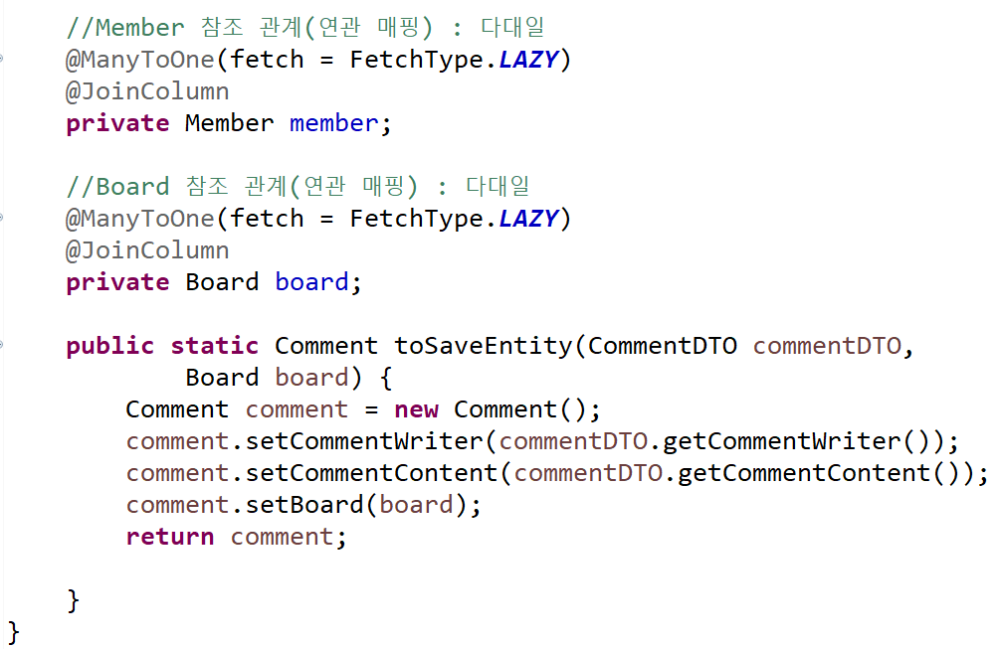 //Member 참조 관계(연관 매핑) : 다대일
@ManyToOne(fetch = FetchType.LAZY)
@JoinColumn
private Member member;
//Board 참조 관계(연관 매핑) : 다대일
@ManyToOne(fetch = FetchType.LAZY)
@JoinColumn
private Board board;
public static Comment toSaveEntity(CommentDTO commentDTO,
Board board) {
Comment comment = new Comment();
comment.setCommentWriter(commentDTO.getCommentWriter());
comment.setCommentContent(commentDTO.getCommentContent());
comment.setBoard(board);
return comment;
}
}